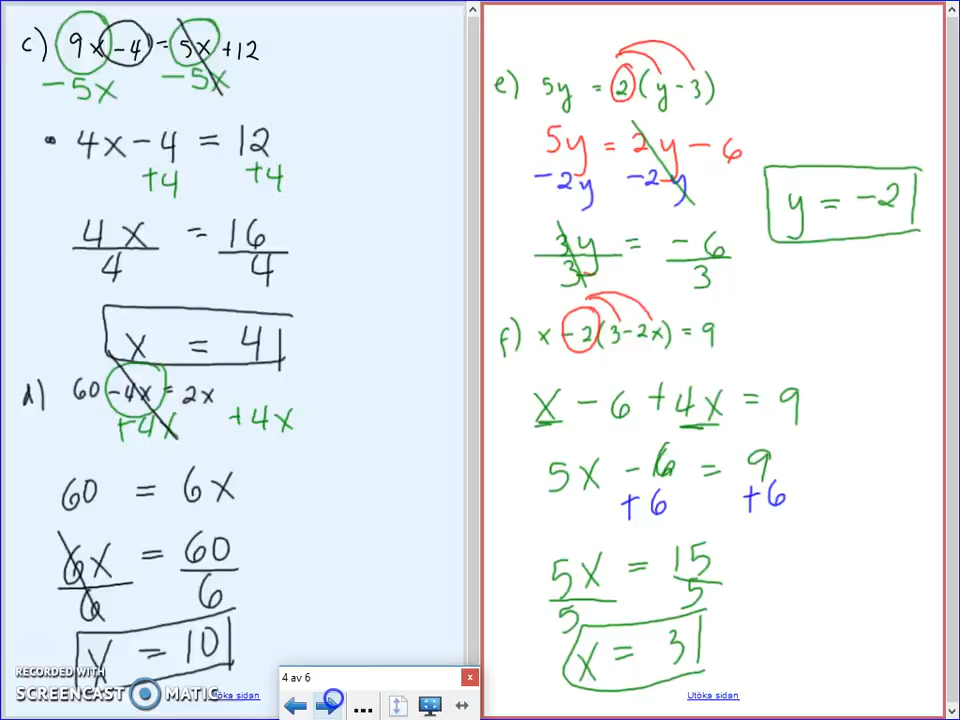 c) 9x - 4 = 5x + 12
-5x -5x
4x - 4 = 12
+4 +4
4x = 16
4 4
x = 4
d) 60 - 4x = 2x
+4x +4x
60 = 6x
6x = 60
6 6
x = 10
e) 5y = 2(y - 3)
5y = 2y - 6
-2y -2y
3y = -6
3 3
y = -2
f) x - 2(3 - 2x) = 9
x - 6 + 4x = 9
5x - 6 = 9
+6 +6
5x = 15
5 5
x = 3
RECORDED WITH
SCREENCAST MATIC
Utöka sidan
4 av 6
x
...
Utöka sidan